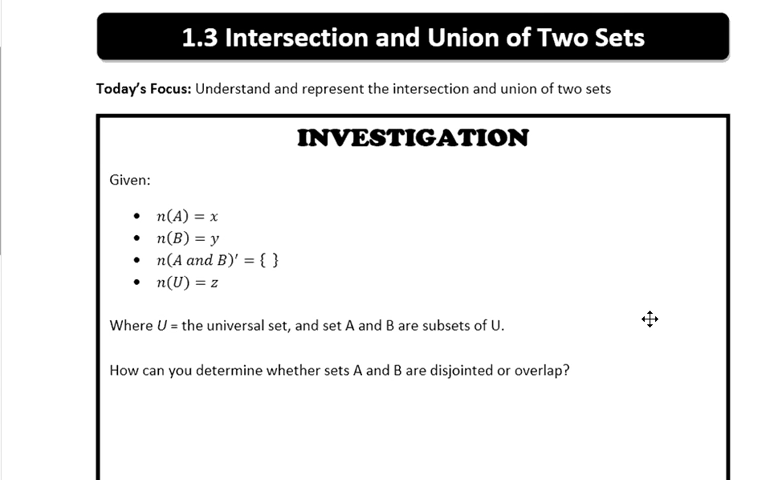 1.3 Intersection and Union of Two Sets
Today's Focus: Understand and represent the intersection and union of two sets
INVESTIGATION
Given:
• n(A) = x
• n(B) = y
• n(A and B)′ = { }
• n(U) = z
Where U = the universal set, and set A and B are subsets of U.
How can you determine whether sets A and B are disjointed or overlap?